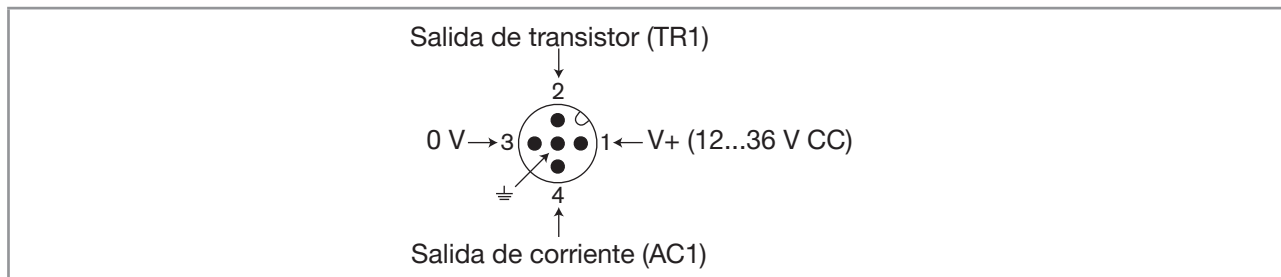 Salida de transistor (TR1)
2
0 V 3 1 V+ (12...36 V CC)
4
Salida de corriente (AC1)